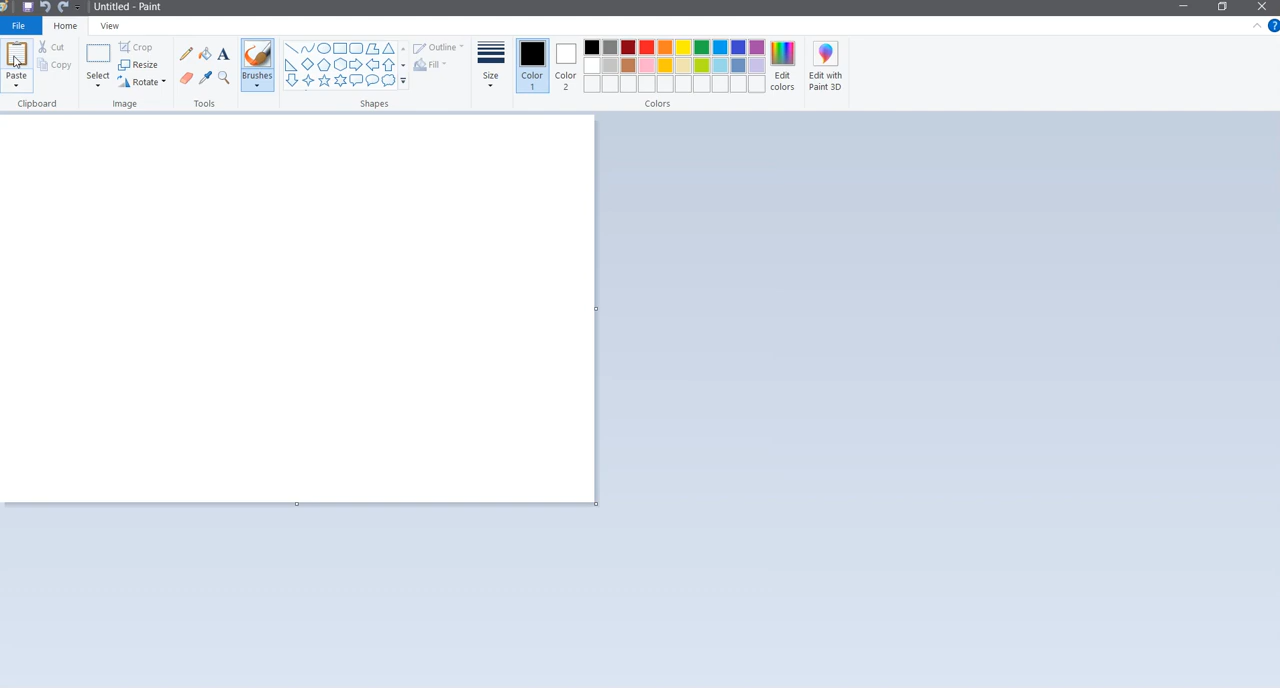 Untitled - Paint
File Home View
Paste
Cut
Copy
Clipboard
Select
Crop
Resize
Rotate
Image
A
Tools
Brushes
Outline
Fill
Shapes
Size
Color
1
Color
2
Edit
colors
Colors
Edit with
Paint 3D
?